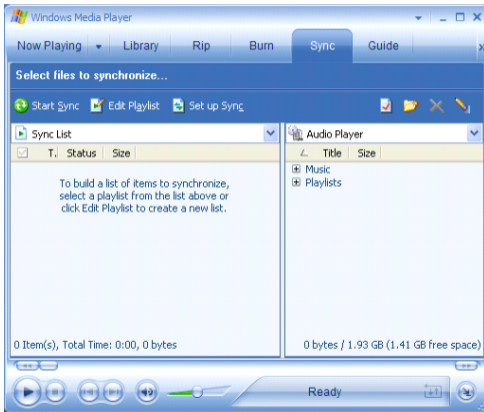 Windows Media Player
Now Playing Library Rip Burn Sync Guide
Select files to synchronize...
Start Sync Edit Playlist Set up Sync
Sync List
T. Status Size
To build a list of items to synchronize,
select a playlist from the list above or
click Edit Playlist to create a new list.
0 Item(s), Total Time: 0:00, 0 bytes
Audio Player
Title Size
Music
Playlists
0 bytes / 1.93 GB (1.41 GB free space)
Ready